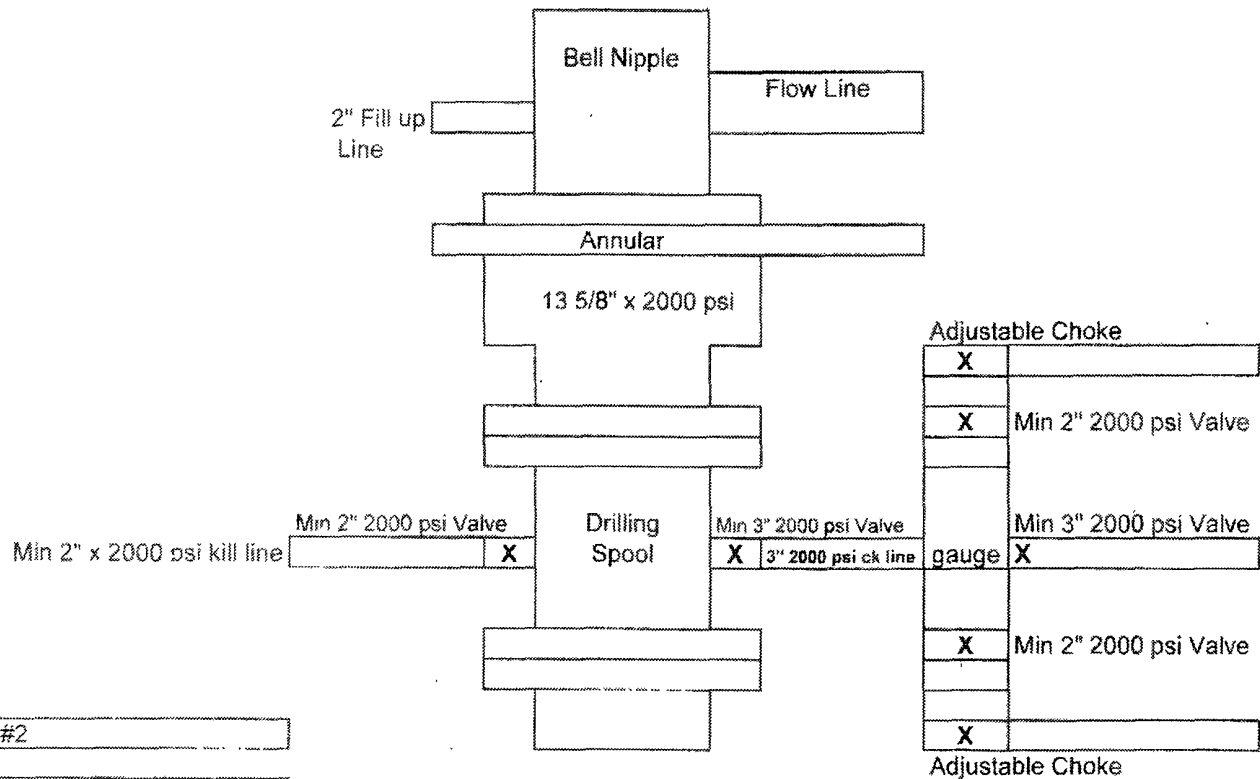 Bell Nipple
Flow Line
2" Fill up
Line
Annular
13 5/8" x 2000 psi
Adjustable Choke
X
X Min 2" 2000 psi Valve
Min 2" 2000 psi Valve
Drilling
Spool
Min 3" 2000 psi Valve
Min 3" 2000 psi Valve
Min 2" x 2000 psi kill line
X
X
3" 2000 psi ck line
gauge
X
X Min 2" 2000 psi Valve
#2
X
Adjustable Choke